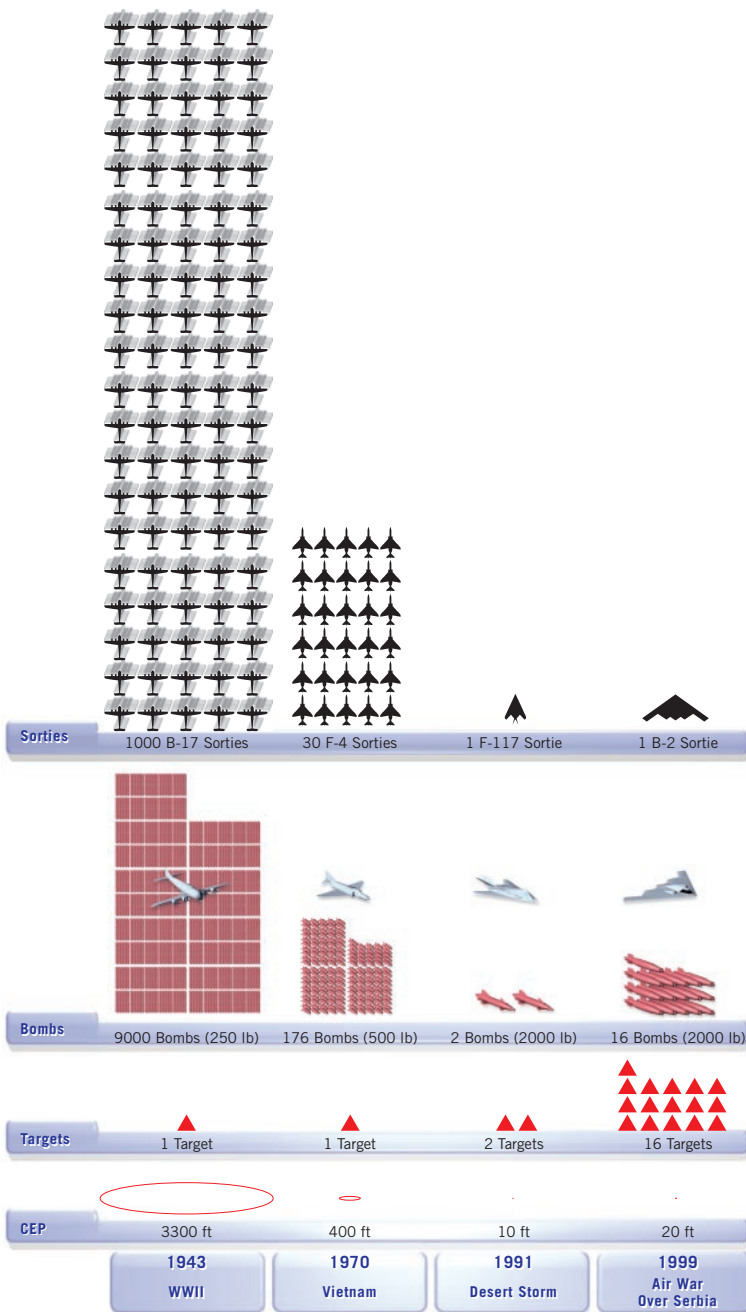 Sorties
1000 B-17 Sorties
30 F-4 Sorties
1 F-117 Sortie
1 B-2 Sortie
Bombs
9000 Bombs (250 lb)
176 Bombs (500 lb)
2 Bombs (2000 lb)
16 Bombs (2000 lb)
Targets
1 Target
1 Target
2 Targets
16 Targets
CEP
3300 ft
400 ft
10 ft
20 ft
1943
WWII
1970
Vietnam
1991
Desert Storm
1999
Air War
Over Serbia